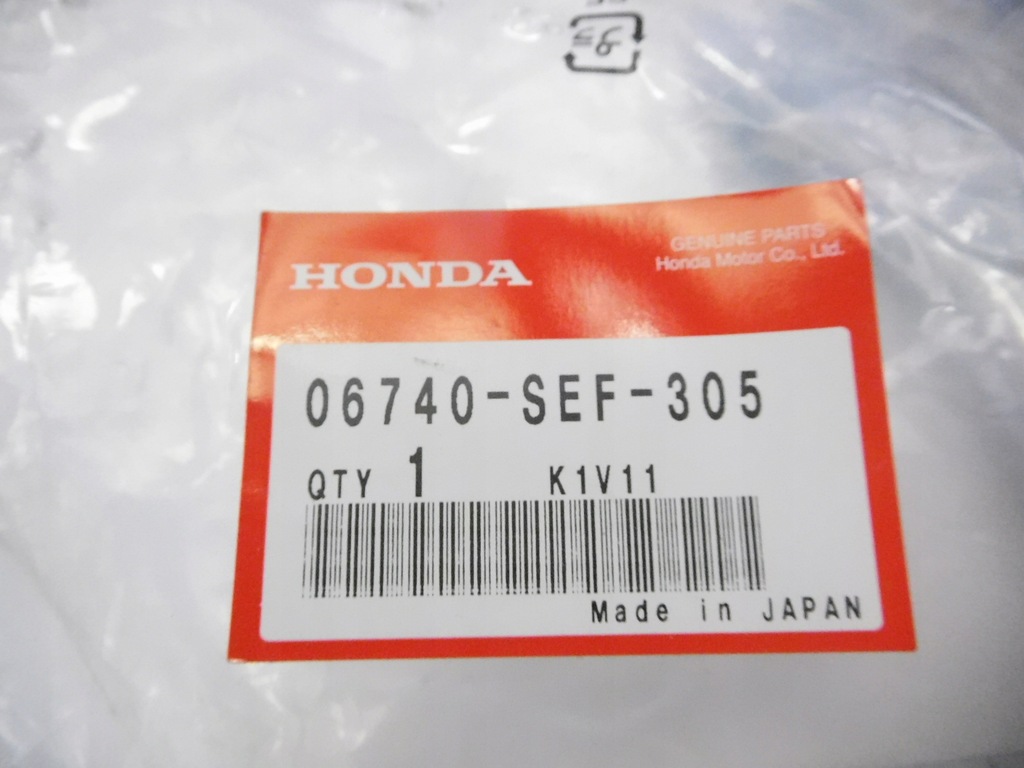 HONDA
GENUINE PARTS
Honda Motor Co., Ltd.
06740-SEF-305
QTY 1 K1V11
Made in JAPAN